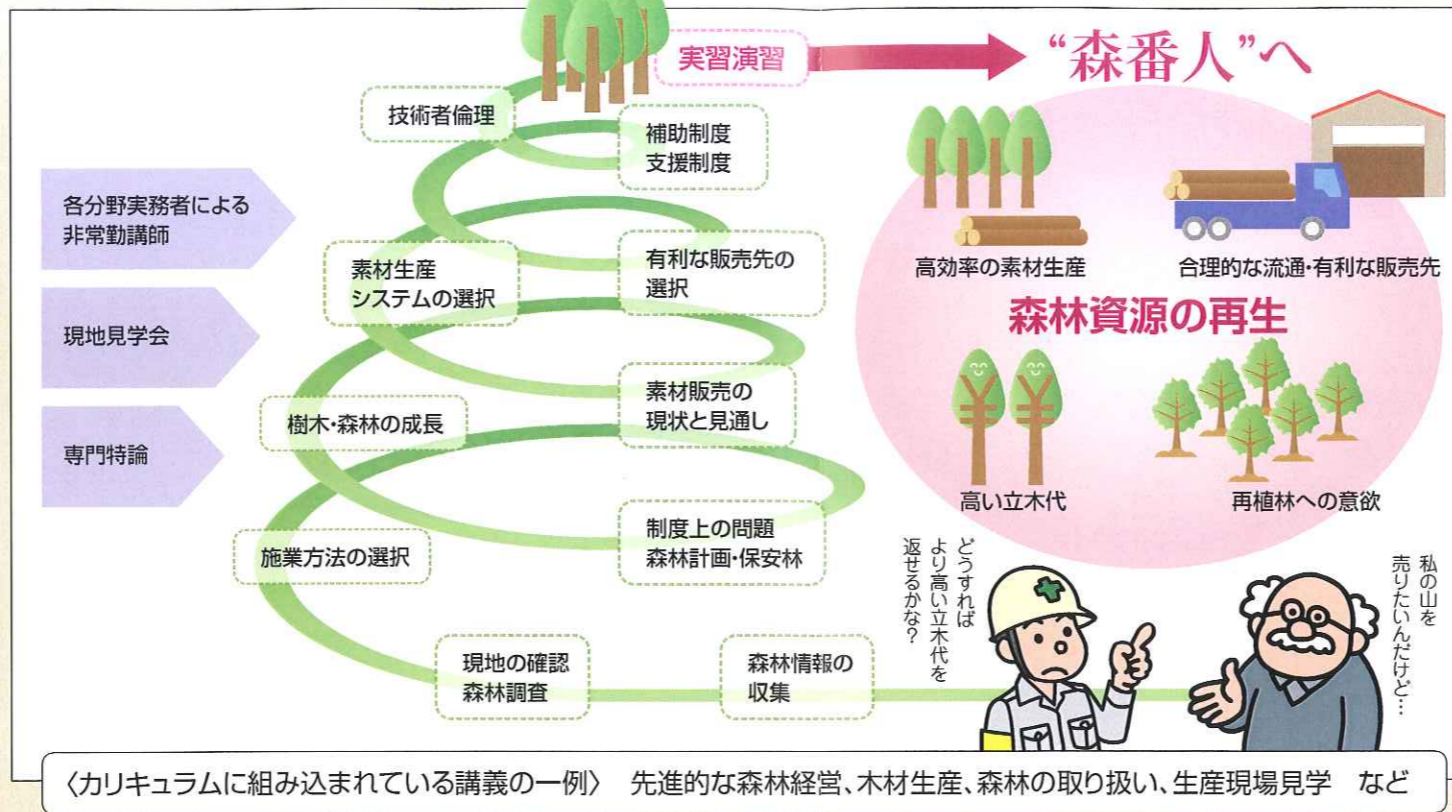 実習演習
“森番人”へ
技術者倫理
補助制度
支援制度
各分野実務者による
非常勤講師
素材生産
システムの選択
有利な販売先の
選択
高効率の素材生産
合理的な流通・有利な販売先
森林資源の再生
現地見学会
樹木・森林の成長
素材販売の
現状と見通し
専門特論
高い立木代
再植林への意欲
施業方法の選択
制度上の問題
森林計画・保安林
どうすれば
より高い立木代を
返せるかな?
私の山を
売りたいんだけど…
現地の確認
森林調査
森林情報の
収集
〈カリキュラムに組み込まれている講義の一例〉 先進的な森林経営、木材生産、森林の取り扱い、生産現場見学 など